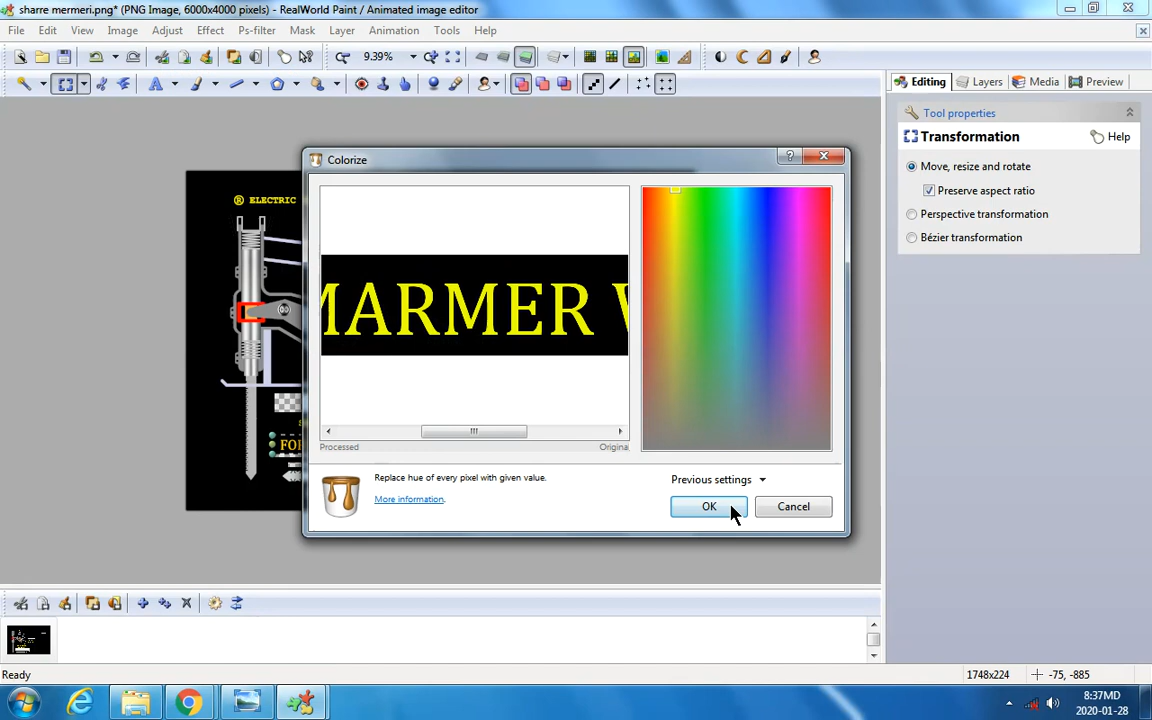 sharre mermeri.png* (PNG Image, 6000x4000 pixels) - RealWorld Paint / Animated image editor
File Edit View Image Adjust Effect Ps-filter Mask Layer Animation Tools Help
9.39%
Editing Layers Media Preview
Tool properties
Transformation Help
Move, resize and rotate
Preserve aspect ratio
Perspective transformation
Bézier transformation
® ELECTRIC
FOR
Colorize
MARMER
Processed Original
Replace hue of every pixel with given value.
More information.
Previous settings
OK Cancel
Ready 1748x224 -75, -885
8:37MD
2020-01-28